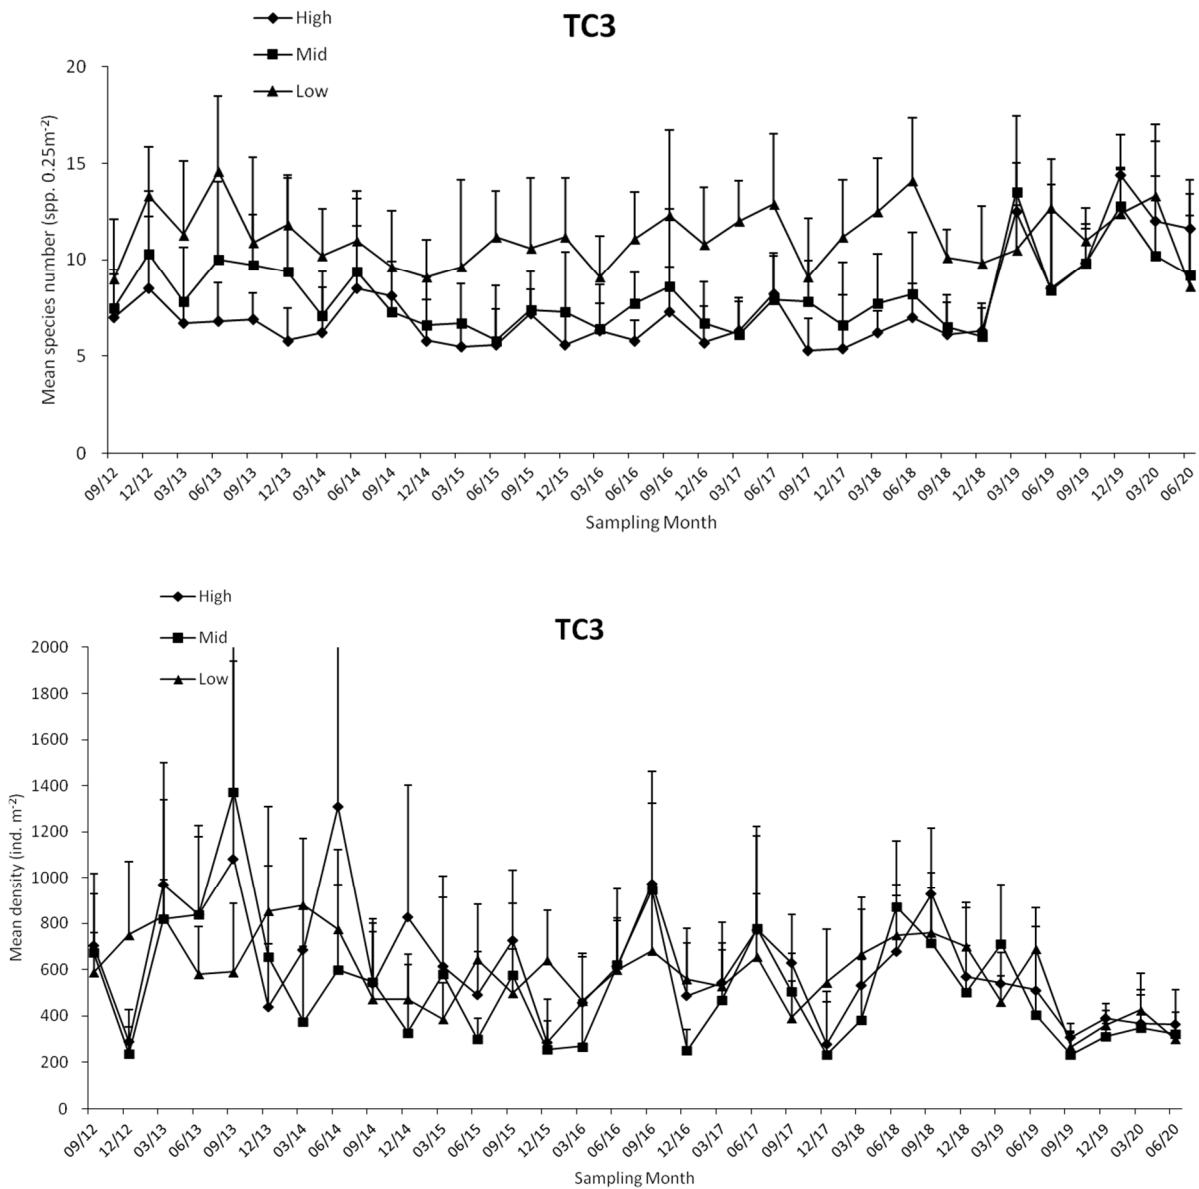 High
TC3
Mid
Low
Mean species number (spp. 0.25m⁻²)
20
15
10
5
0
09/12 12/12 03/13 06/13 09/13 12/13 03/14 06/14 09/14 12/14 03/15 06/15 09/15 12/15 03/16 06/16 09/16 12/16 03/17 06/17 09/17 12/17 03/18 06/18 09/18 12/18 03/19 06/19 09/19 12/19 03/20 06/20
Sampling Month
High
TC3
Mid
Low
Mean density (ind. m⁻²)
2000
1800
1600
1400
1200
1000
800
600
400
200
0
09/12 12/12 03/13 06/13 09/13 12/13 03/14 06/14 09/14 12/14 03/15 06/15 09/15 12/15 03/16 06/16 09/16 12/16 03/17 06/17 09/17 12/17 03/18 06/18 09/18 12/18 03/19 06/19 09/19 12/19 03/20 06/20
Sampling Month